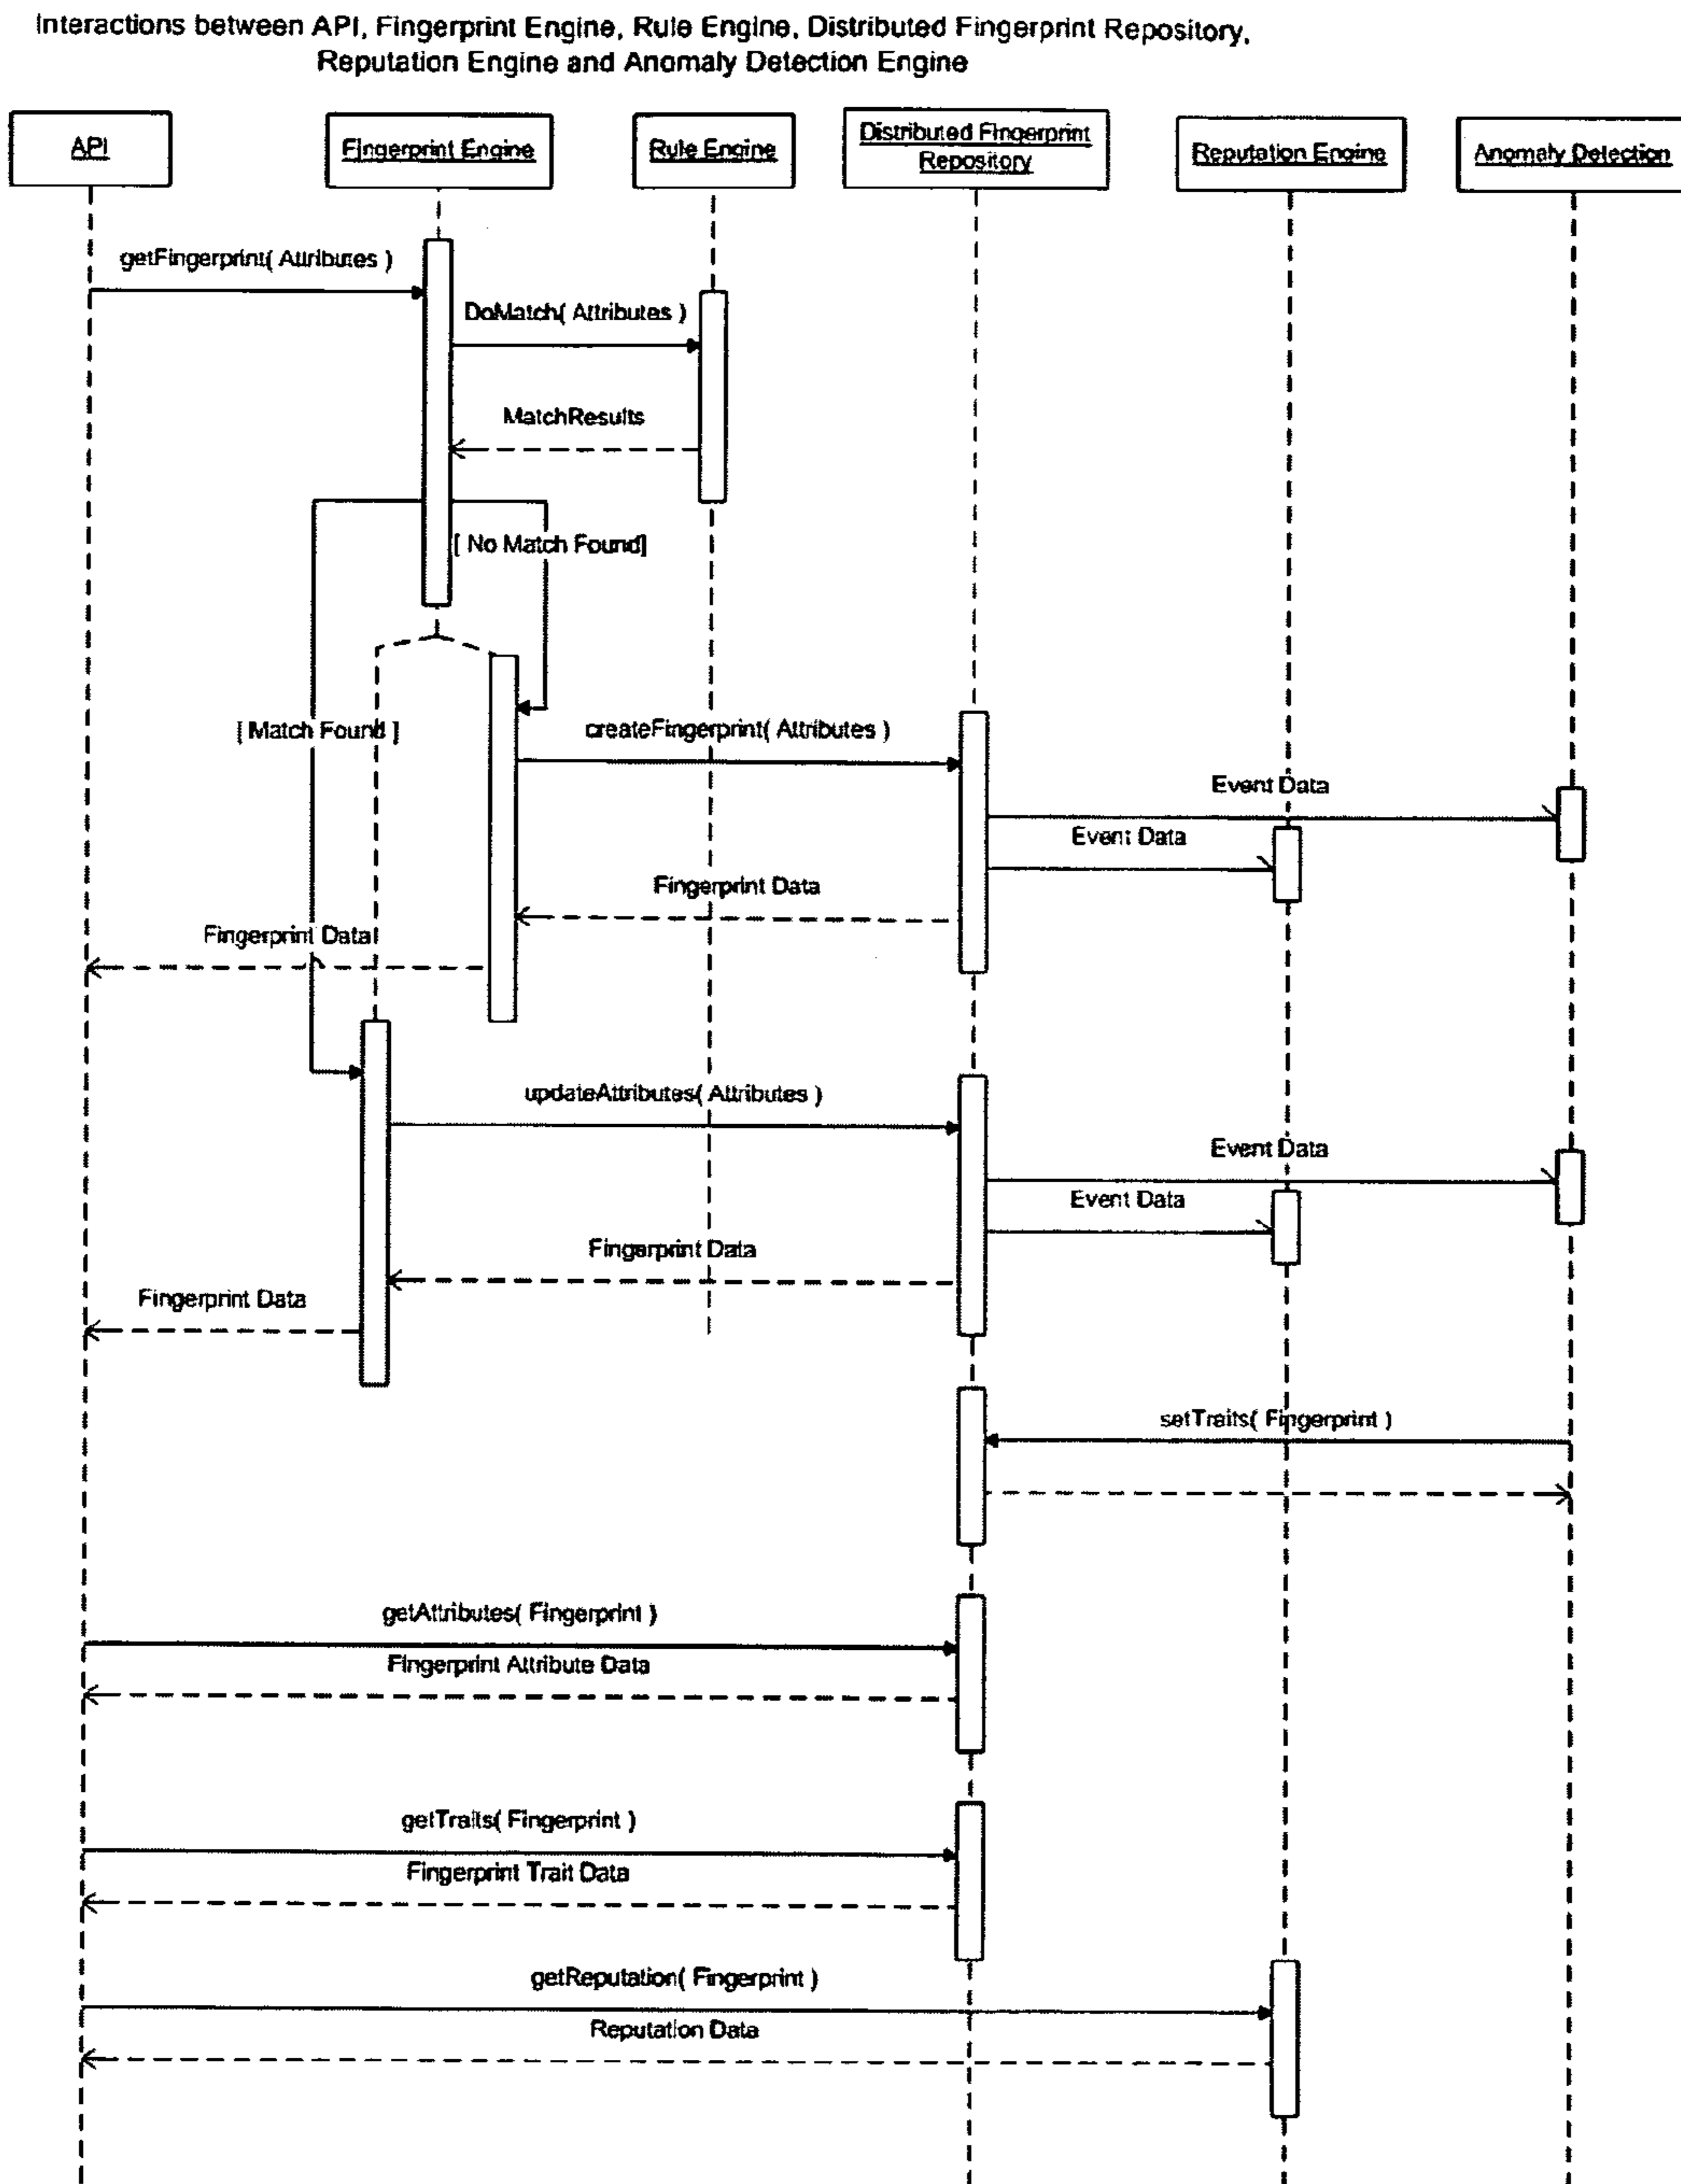 Interactions between API, Fingerprint Engine, Rule Engine, Distributed Fingerprint Repository,
Reputation Engine and Anomaly Detection Engine
API
Fingerprint Engine
Rule Engine
Distributed Fingerprint
Repository
Reputation Engine
Anomaly Detection
getFingerprint( Attributes )
DoMatch( Attributes )
MatchResults
[ No Match Found]
[ Match Found ]
createFingerprint( Attributes )
Event Data
Event Data
Fingerprint Data
Fingerprint Data
updateAttributes( Attributes )
Event Data
Event Data
Fingerprint Data
Fingerprint Data
setTraits( Fingerprint )
getAttributes( Fingerprint )
Fingerprint Attribute Data
getTraits( Fingerprint )
Fingerprint Trait Data
getReputation( Fingerprint )
Reputation Data